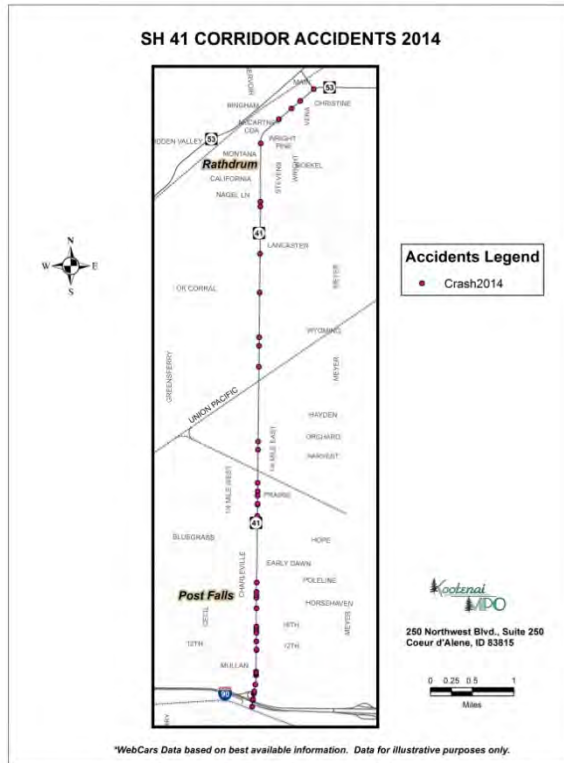 SH 41 CORRIDOR ACCIDENTS 2014
MAIN
53
BINGHAM
CHRISTINE
VERA
MCCARTNEY
COA
53
WRIGHT
PINE
MONTANA
Rathdrum
STEVENS
WRIGHT
BOEKEL
CALIFORNIA
NAGEL LN
41
LANCASTER
N
W E
S
Accidents Legend
Crash2014
MEYER
OK CORRAL
WYOMING
GREENSFERRY
MEYER
UNION PACIFIC
HAYDEN
ORCHARD
HARVEST
1/4 MILE EAST
1/4 MILE WEST
PRAIRIE
41
BLUEGRASS
HOPE
EARLY DAWN
CHARLEVILLE
POLELINE
Post Falls
HORSEHAVEN
CECIL
MEYER
16TH
12TH
12TH
MULLAN
90
Kootenai
MPO
250 Northwest Blvd., Suite 250
Coeur d'Alene, ID 83815
0 0.25 0.5 1
Miles
*WebCars Data based on best available information. Data for illustrative purposes only.